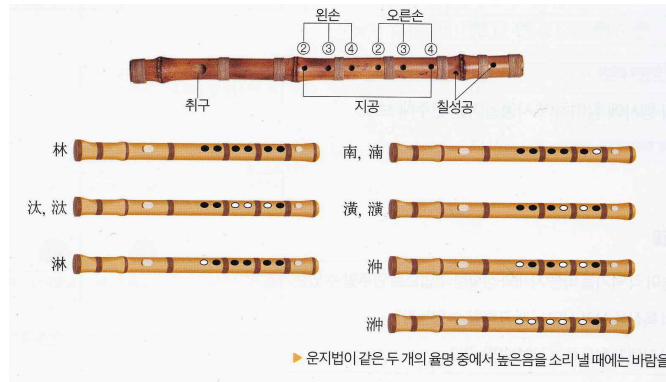 왼손 오른손
② ③ ④ ② ③ ④
취구 지공 칠성공
林 南, 湳
汰, 汰 潢, 㶂
淋 沖
㳞
▶ 운지법이 같은 두 개의 율명 중에서 높은음을 소리 낼 때에는 바람을